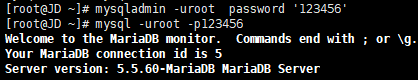 [root@JD ~]# mysqladmin -uroot  password '123456'
[root@JD ~]# mysql -uroot -p123456
Welcome to the MariaDB monitor.  Commands end with ; or \g.
Your MariaDB connection id is 5
Server version: 5.5.60-MariaDB MariaDB Server